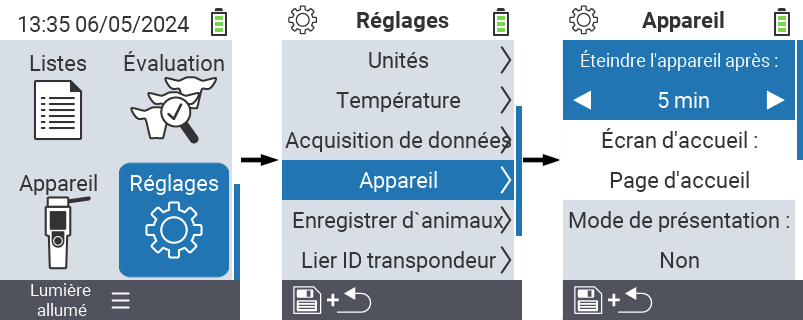 13:35 06/05/2024
Listes
Évaluation
Appareil
Réglages
Lumière
allumé
Réglages
Unités
Température
Acquisition de données
Appareil
Enregistrer d`animaux
Lier ID transpondeur
+
Appareil
Éteindre l'appareil après :
5 min
Écran d'accueil :
Page d'accueil
Mode de présentation :
Non
+